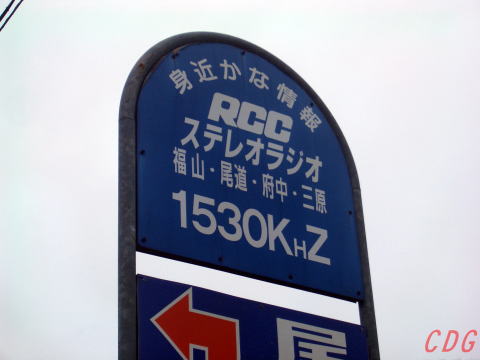 身近かな情報
RCC
ステレオラジオ
福山・尾道・府中・三原
1530KHZ
尾
CDG